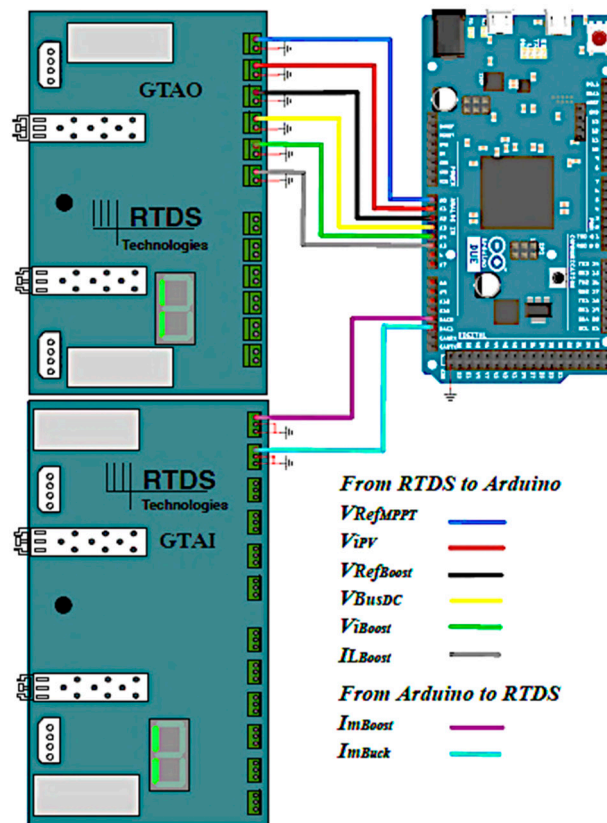 GTAO
RTDS
Technologies
RTDS
Technologies
GTAI
DUE
From RTDS to Arduino
VRefMPPT
ViPV
VRefBoost
VBusDC
ViBoost
ILBoost
From Arduino to RTDS
ImBoost
ImBuck